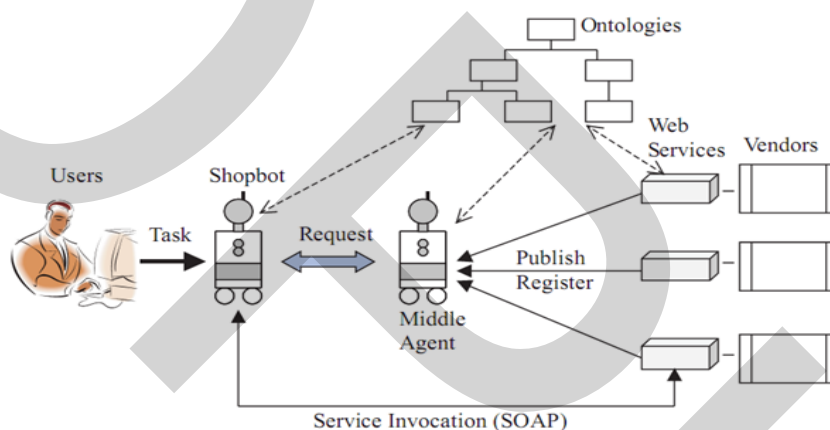 Ontologies
Web
Services
Vendors
Users
Shopbot
Task
Request
Publish
Register
Middle
Agent
Service Invocation (SOAP)